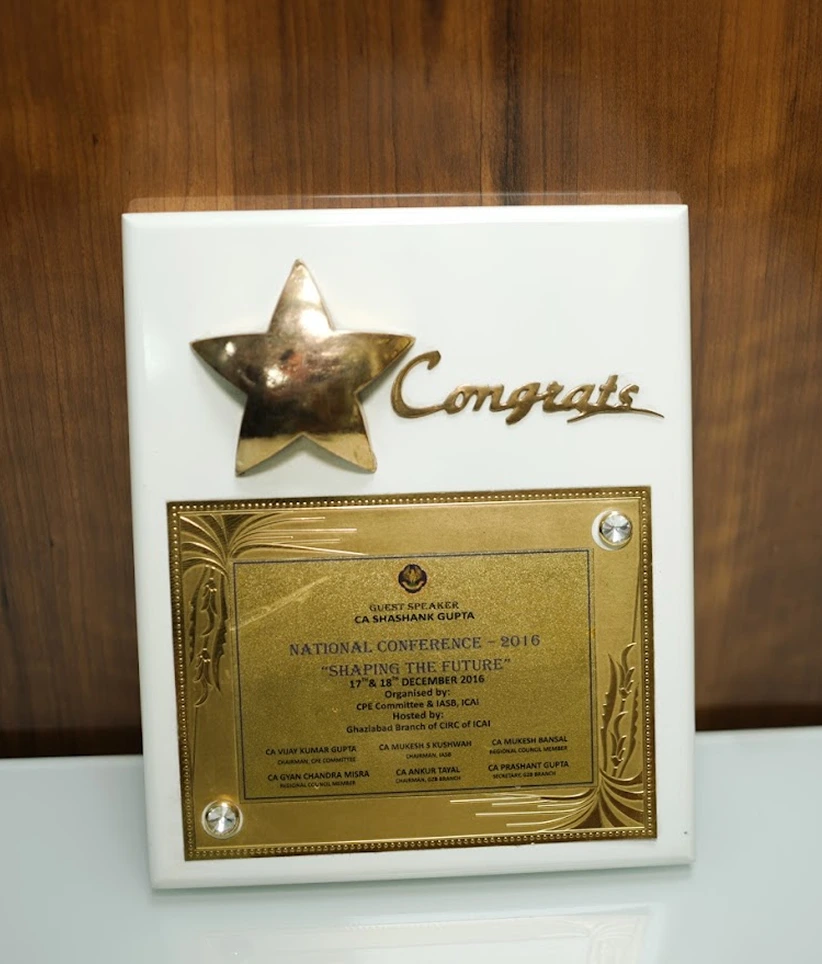 Congrats
GUEST SPEAKER
CA SHASHANK GUPTA
NATIONAL CONFERENCE – 2016
“SHAPING THE FUTURE”
17TH & 18TH DECEMBER 2016
Organised by:
CPE Committee & IASB, ICAI
Hosted by:
Ghaziabad Branch of CIRC of ICAI
CA VIJAY KUMAR GUPTA CA MUKESH S KUSHWAH CA MUKESH BANSAL
CHAIRMAN, CPE COMMITTEE CHAIRMAN, IASB REGIONAL COUNCIL MEMBER
CA GYAN CHANDRA MISRA CA ANKUR TAYAL CA PRASHANT GUPTA
REGIONAL COUNCIL MEMBER CHAIRMAN, GZB BRANCH SECRETARY, GZB BRANCH